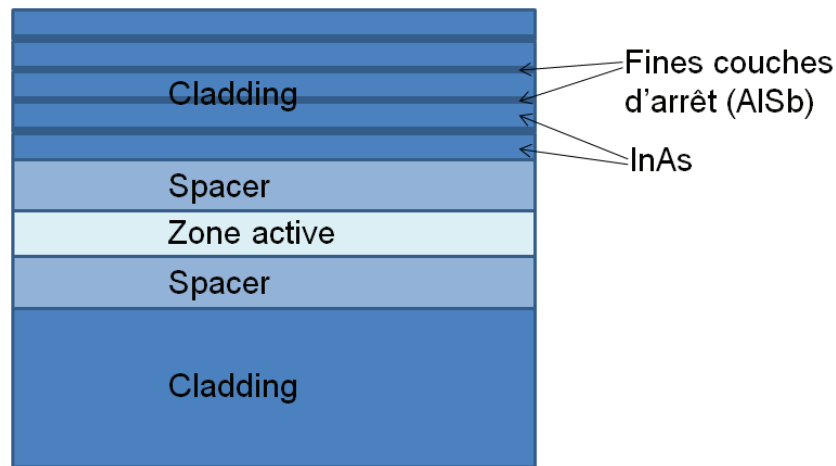 Cladding
Fines couches
d'arrêt (AlSb)
InAs
Spacer
Zone active
Spacer
Cladding